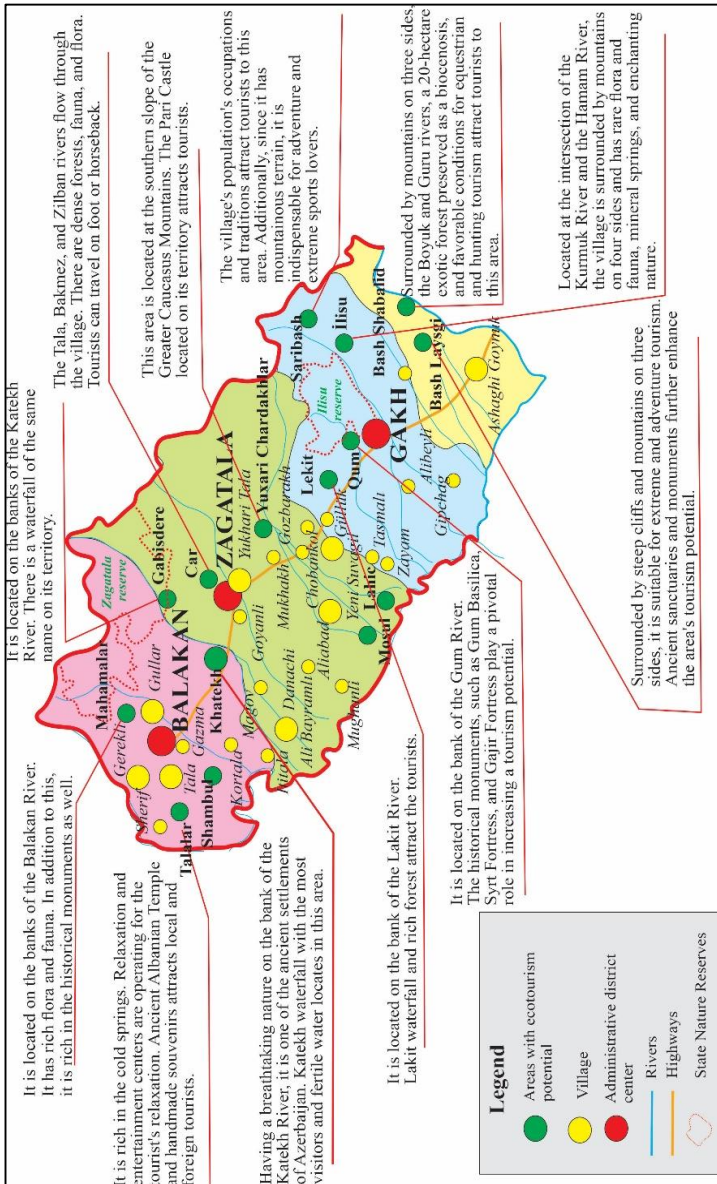 It is located on the banks of the Balakan River.
It has rich flora and fauna. In addition to this,
it is rich in the historical monuments as well.
It is located on the banks of the Katekh
River. There is a waterfall of the same
name on its territory.
The Tala, Bakmez, and Zilban rivers flow through
the village. There are dense forests, fauna, and flora.
Tourists can travel on foot or horseback.
This area is located at the southern slope of the
Greater Caucasus Mountains. The Pari Castle
located on its territory attracts tourists.
The village's population's occupations
and traditions attract tourists to this
area. Additionally, since it has
mountainous terrain, it is
indispensable for adventure and
extreme sports lovers.
Surrounded by mountains on three sides,
the Boyuk and Guru rivers, a 20-hectare
exotic forest preserved as a biocenosis,
and favorable conditions for equestrian
and hunting tourism attract tourists to
this area.
Located at the intersection of the
Kurmuk River and the Hamam River,
the village is surrounded by mountains
on four sides and has rare flora and
fauna, mineral springs, and enchanting
nature.
It is rich in the cold springs. Relaxation and
entertainment centers are operating for the
tourist's relaxation. Ancient Albanian Temple
and handmade souvenirs attracts local and
foreign tourists.
Having a breathtaking nature on the bank of the
Katekh River, it is one of the ancient settlements
of Azerbaijan. Katekh waterfall with the most
visitors and fertile water locates in this area.
It is located on the bank of the Lakit River.
Lakit waterfall and rich forest attract the tourists.
It is located on the bank of the Gum River.
The historical monuments, such as Gum Basilica,
Syrt Fortress, and Gajir Fortress play a pivotal
role in increasing a tourism potential.
Surrounded by steep cliffs and mountains on three
sides, it is suitable for extreme and adventure tourism.
Ancient sanctuaries and monuments further enhance
the area's tourism potential.
Mahamalar
Gerekli
Gullar
Sherif
BALAKAN
Gazma
Tala
Talalar
Shambul
Khatekh
Kortala
Mogov
Kitala
Zagatala
reserve
Gabisdere
Car
ZAGATALA
Yukhari Tala
Yuxari Chardakhlar
Goyanli
Mukhakh
Gozbarakh
Danachi
Chobankol
Ali Bayramli
Aliabad
Yeni Suvagil
Mughanli
Mosul
Lahic
Saribash
Ilisu
reserve
İlisu
Lekit
Qum
GAKH
Gulluk
Tasmali
Zayam
Alibeyli
Gipchag
Bash Shabalid
Bash Laysgi
Ashaghi Goynuk
Legend
Areas with ecotourism
potential
Village
Administrative district
center
Rivers
Highways
State Nature Reserves